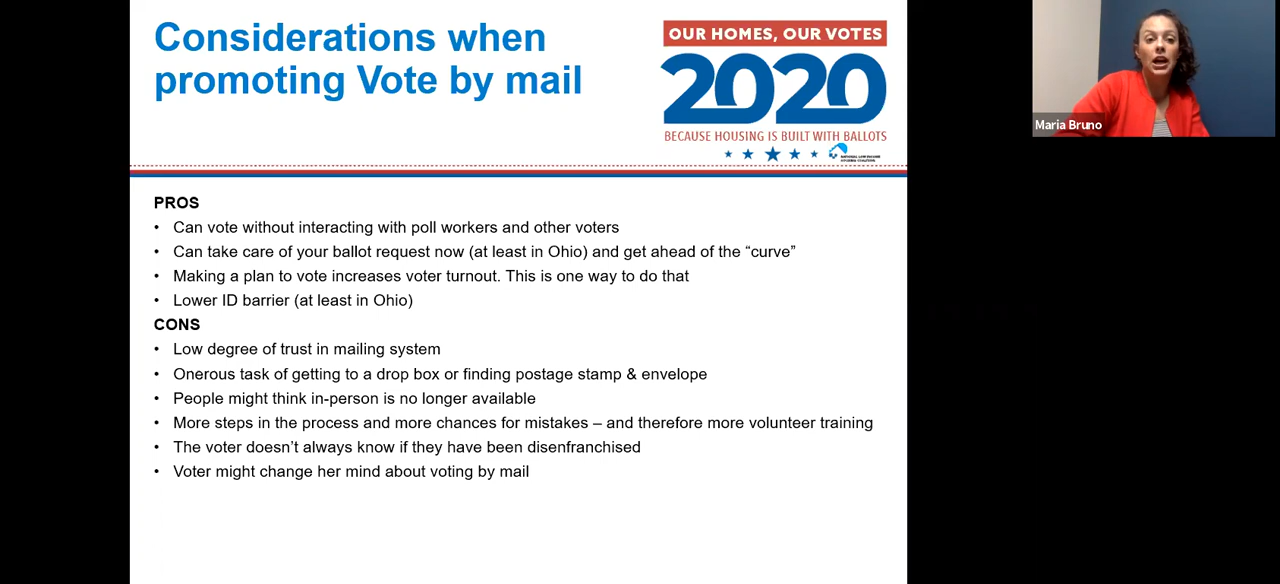 Considerations when
promoting Vote by mail
OUR HOMES, OUR VOTES
2020
BECAUSE HOUSING IS BUILT WITH BALLOTS
NATIONAL LOW INCOME
HOUSING COALITION
Maria Bruno
PROS
• Can vote without interacting with poll workers and other voters
• Can take care of your ballot request now (at least in Ohio) and get ahead of the “curve”
• Making a plan to vote increases voter turnout. This is one way to do that
• Lower ID barrier (at least in Ohio)
CONS
• Low degree of trust in mailing system
• Onerous task of getting to a drop box or finding postage stamp & envelope
• People might think in-person is no longer available
• More steps in the process and more chances for mistakes – and therefore more volunteer training
• The voter doesn’t always know if they have been disenfranchised
• Voter might change her mind about voting by mail